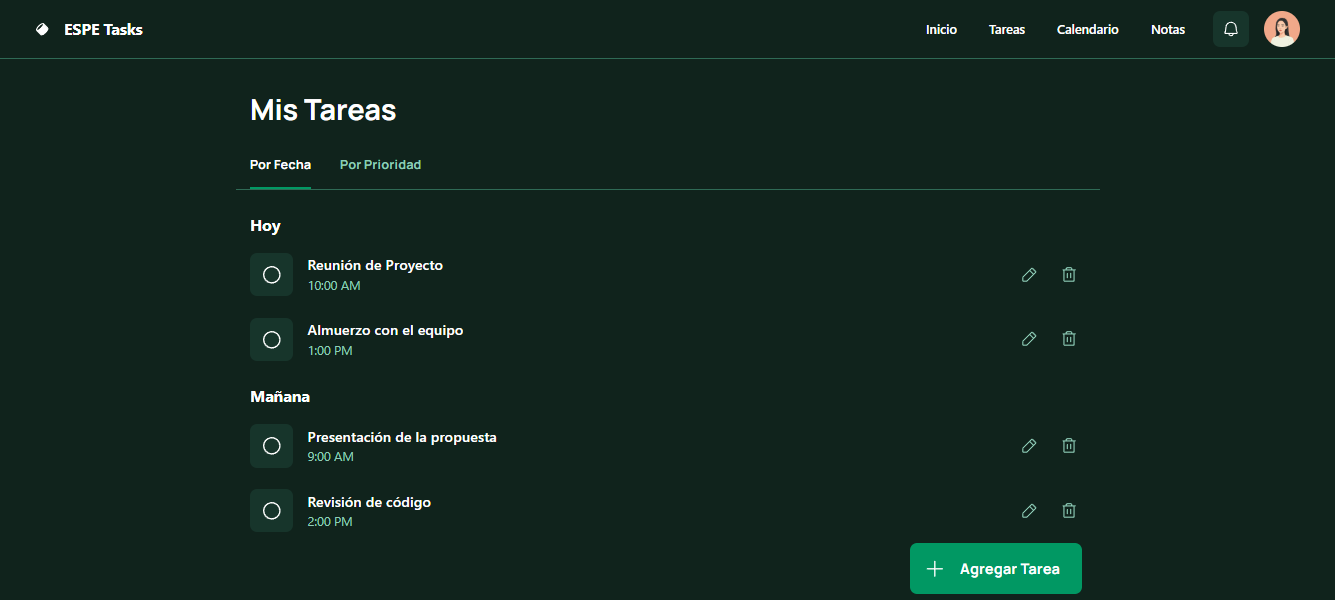 ESPE Tasks
Inicio Tareas Calendario Notas
Mis Tareas
Por Fecha Por Prioridad
Hoy
Reunión de Proyecto
10:00 AM
Almuerzo con el equipo
1:00 PM
Mañana
Presentación de la propuesta
9:00 AM
Revisión de código
2:00 PM
Agregar Tarea